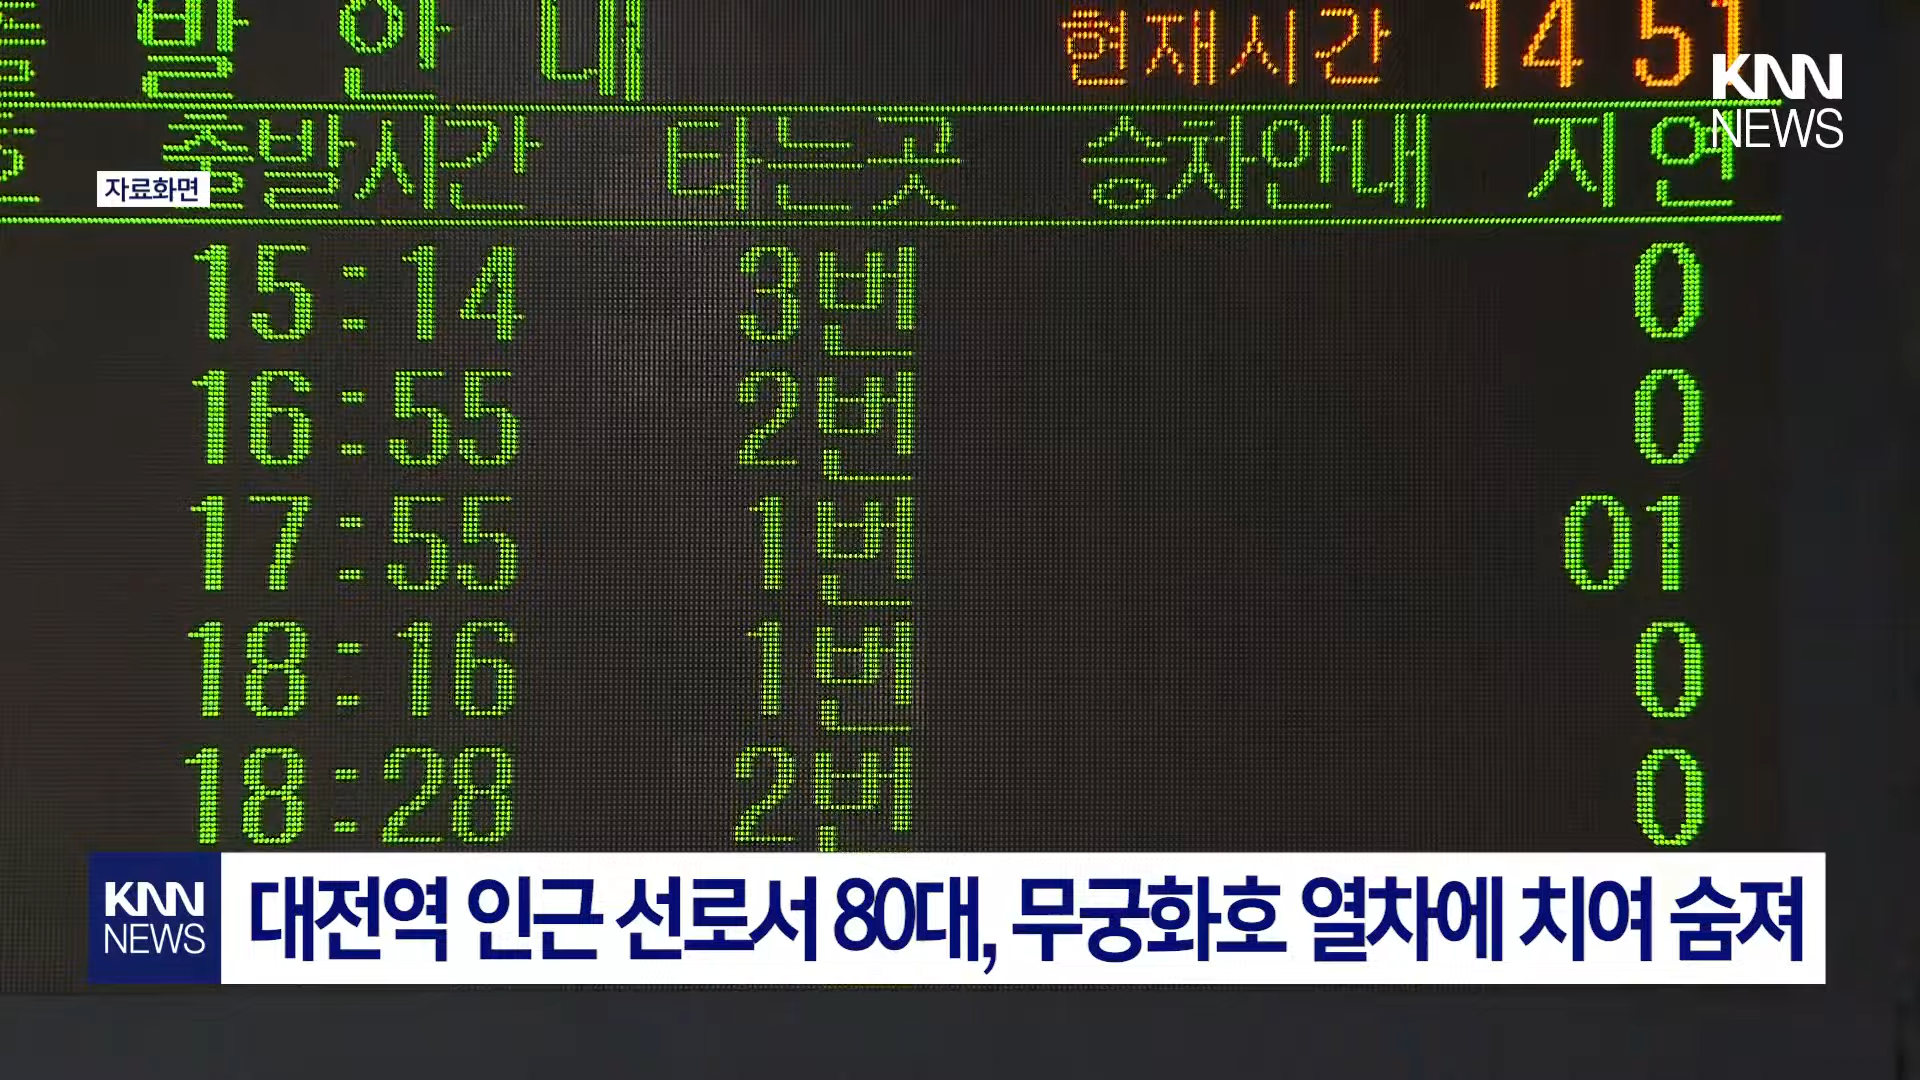 출발안내 현재시간 14 51
KNN
NEWS
출발시간 타는곳 승차안내 지연
자료화면
15:14 3번 0
16:55 2번 0
17:55 1번 01
18:16 1번 0
18:28 2번 0
KNN
NEWS
대전역 인근 선로서 80대, 무궁화호 열차에 치여 숨져